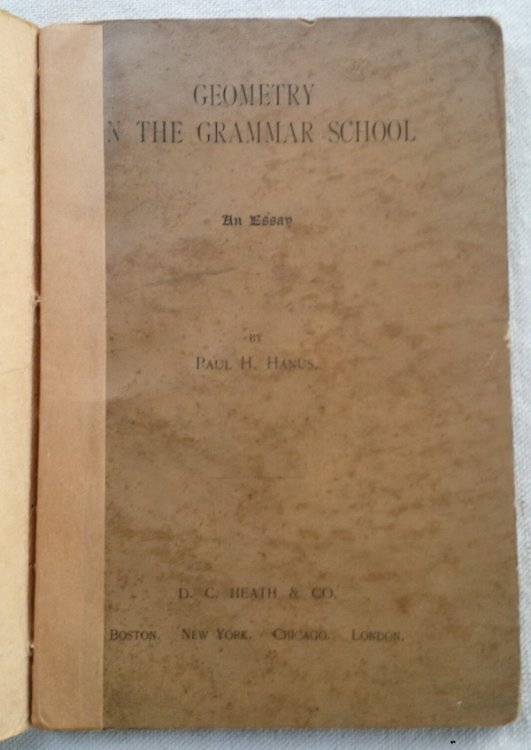 GEOMETRY
N THE GRAMMAR SCHOOL
An Essay
BY
PAUL H. HANUS.
D. C. HEATH & CO.
BOSTON. NEW YORK. CHICAGO. LONDON.